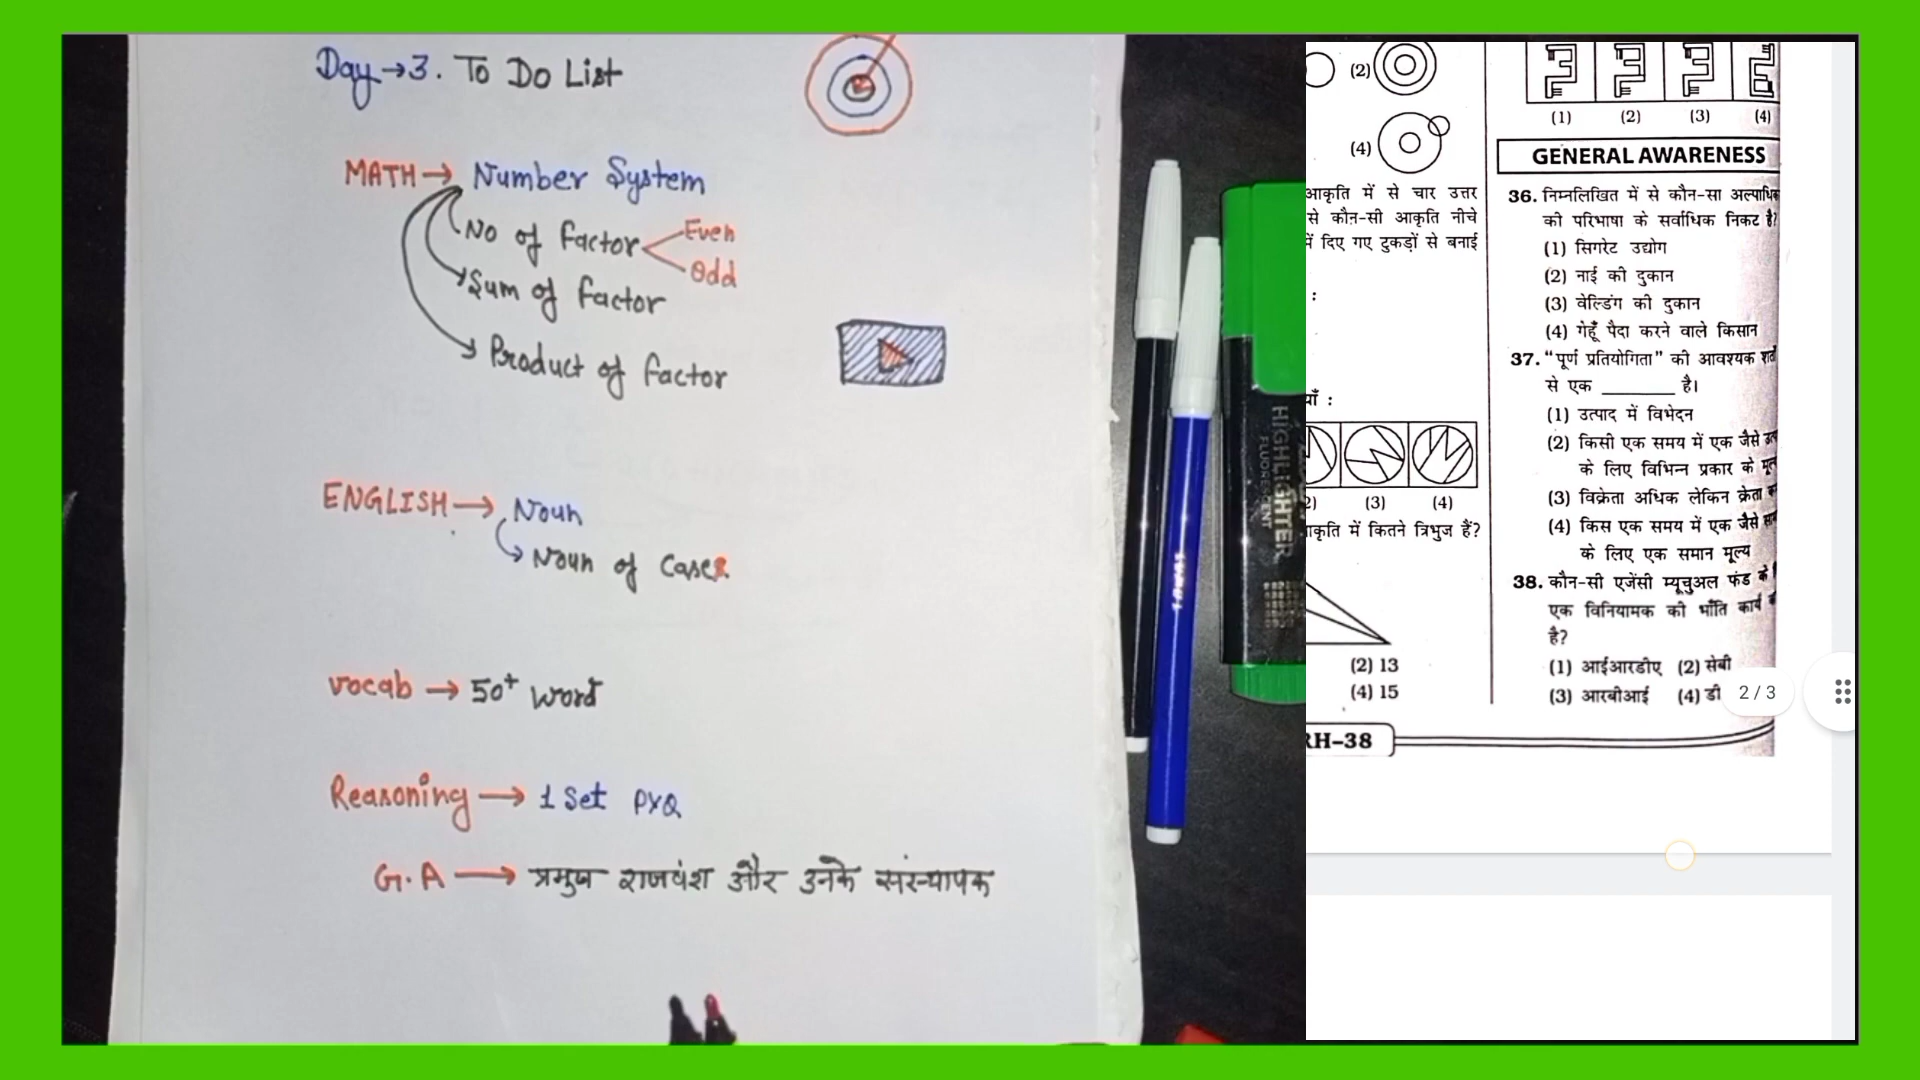 Day→3. To Do List
MATH→ Number System
No of factor
Even
Odd
Sum of factor
Product of factor
ENGLISH→ Noun
Noun of Cases
vocab → 50+ Word
Reasoning → 1 Set PYQ
G.A → प्रमुख राजवंश और उनके संस्थापक
HIGHLIGHTER
FLUORESCENT
(2)
(4)
आकृति में से चार उत्तर
से कौन-सी आकृति नीचे
में दिए गए टुकड़ों से बनाई
:
(3) (4)
आकृति में कितने त्रिभुज हैं?
(2) 13
(4) 15
RH-38
(1) (2) (3) (4)
GENERAL AWARENESS
36. निम्नलिखित में से कौन-सा अल्पाधिक
की परिभाषा के सर्वाधिक निकट है?
(1) सिगरेट उद्योग
(2) नाई की दुकान
(3) वेल्डिंग की दुकान
(4) गेहूँ पैदा करने वाले किसान
37. “पूर्ण प्रतियोगिता” की आवश्यक
से एक ________ है।
(1) उत्पाद में विभेदन
(2) किसी एक समय में एक जैसे
के लिए विभिन्न प्रकार के
(3) विक्रेता अधिक लेकिन क्रेता
(4) किस एक समय में एक जैसे
के लिए एक समान मूल्य
38. कौन-सी एजेंसी म्यूचुअल फंड के
एक विनियामक की भाँति कार्य
है?
(1) आईआरडीए (2) सेबी
(3) आरबीआई (4) डी
2 / 3